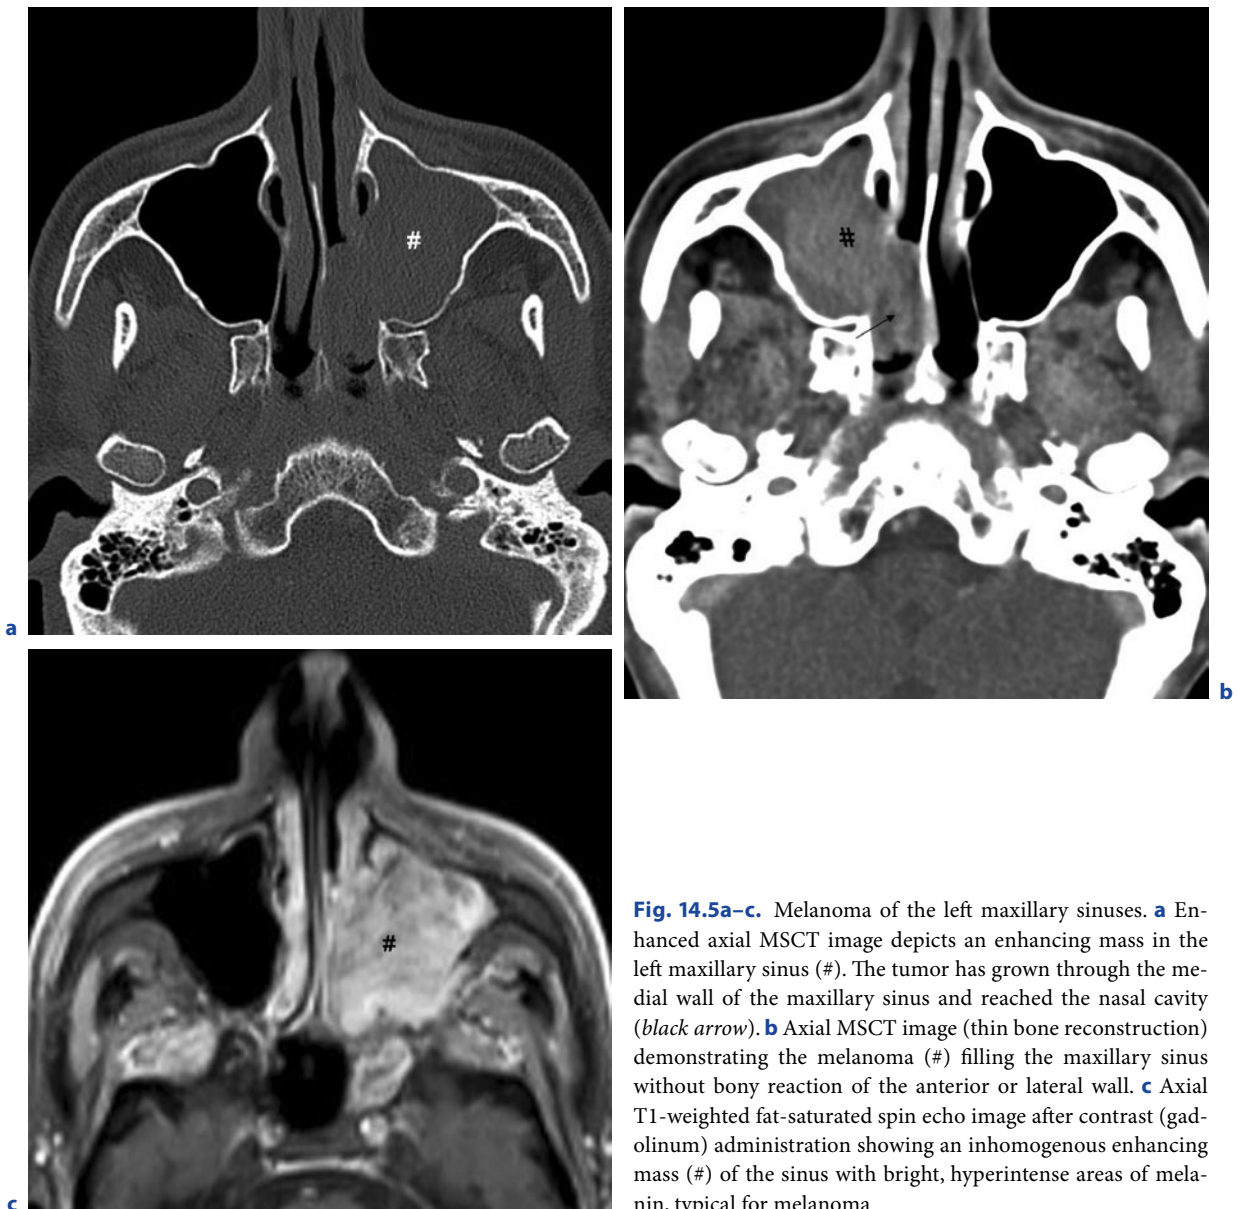 #
#
a
b
#
c
Fig. 14.5a–c. Melanoma of the left maxillary sinuses. a En-
hanced axial MSCT image depicts an enhancing mass in the
left maxillary sinus (#). The tumor has grown through the me-
dial wall of the maxillary sinus and reached the nasal cavity
(black arrow). b Axial MSCT image (thin bone reconstruction)
demonstrating the melanoma (#) filling the maxillary sinus
without bony reaction of the anterior or lateral wall. c Axial
T1-weighted fat-saturated spin echo image after contrast (gad-
olinum) administration showing an inhomogenous enhancing
mass (#) of the sinus with bright, hyperintense areas of mela-
nin, typical for melanoma